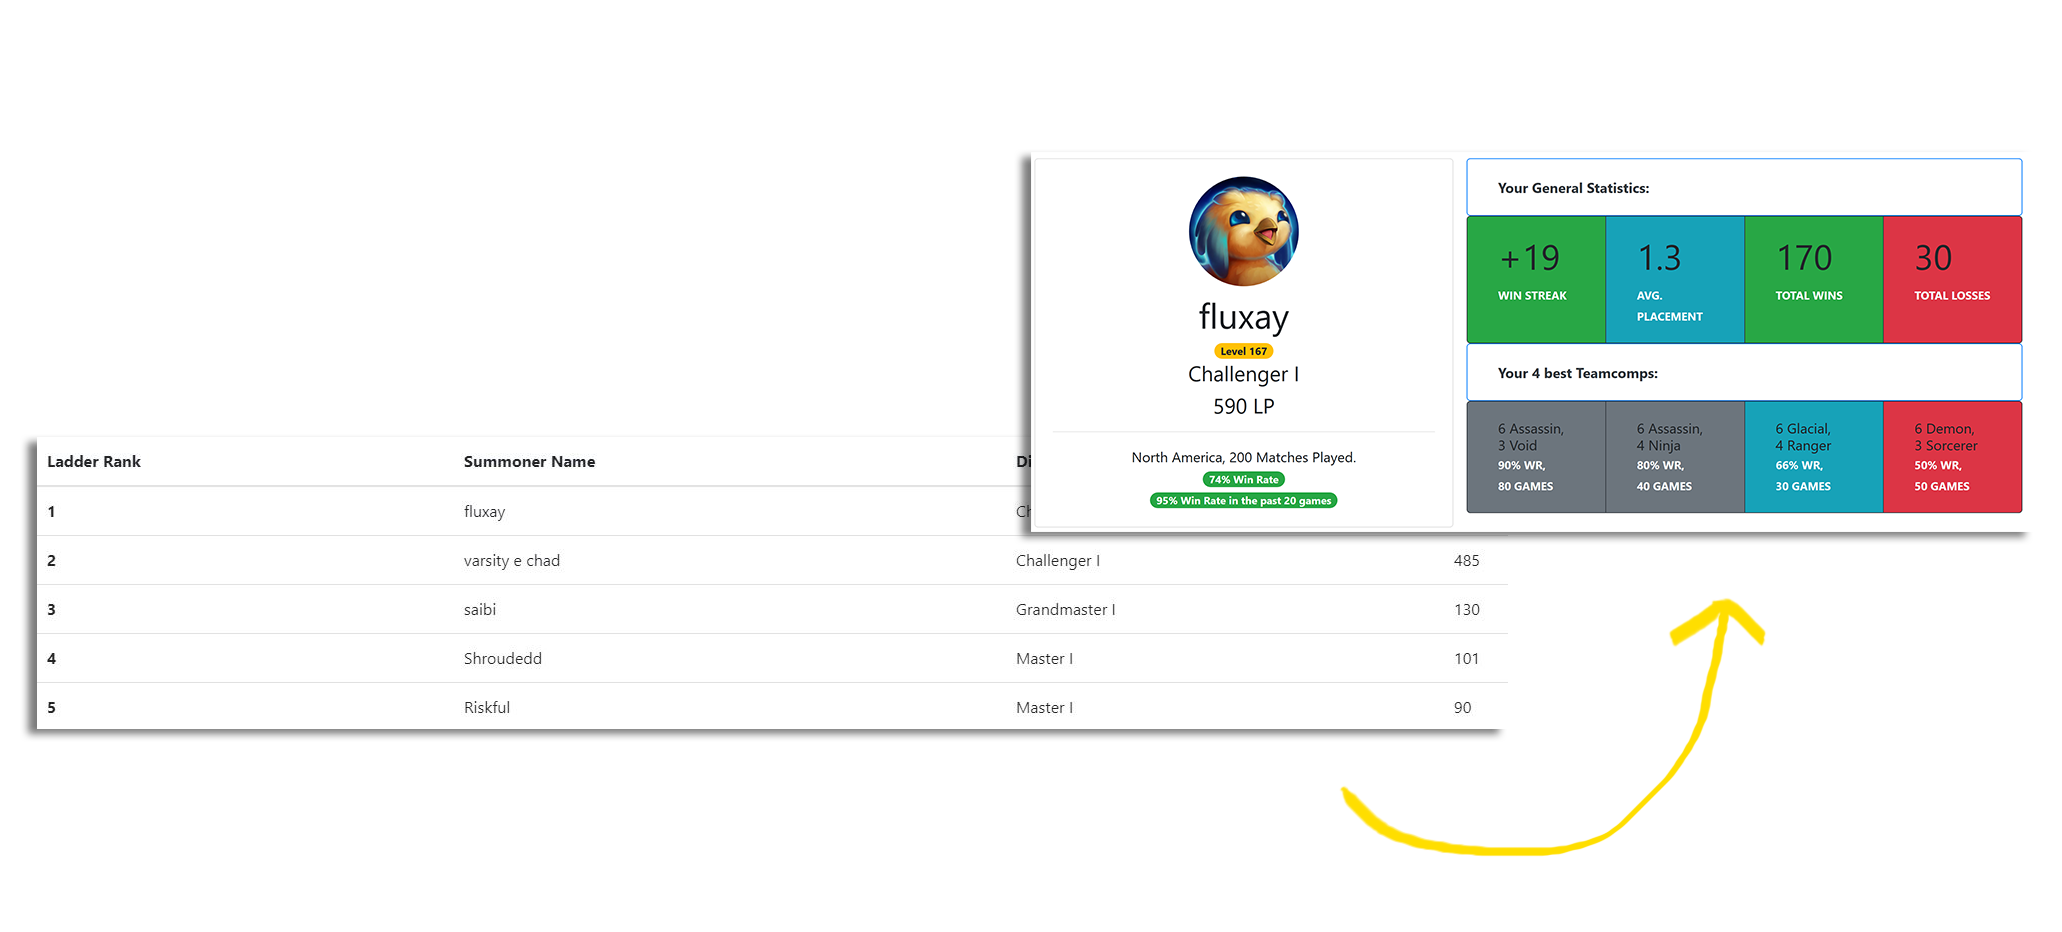 Ladder Rank Summoner Name
1 fluxay
2 varsity e chad Challenger I 485
3 saibi Grandmaster I 130
4 Shroudedd Master I 101
5 Riskful Master I 90
fluxay
Level 167
Challenger I
590 LP
North America, 200 Matches Played.
74% Win Rate
95% Win Rate in the past 20 games
Your General Statistics:
+19
WIN STREAK
1.3
AVG.
PLACEMENT
170
TOTAL WINS
30
TOTAL LOSSES
Your 4 best Teamcomps:
6 Assassin,
3 Void
90% WR,
80 GAMES
6 Assassin,
4 Ninja
80% WR,
40 GAMES
6 Glacial,
4 Ranger
66% WR,
30 GAMES
6 Demon,
3 Sorcerer
50% WR,
50 GAMES